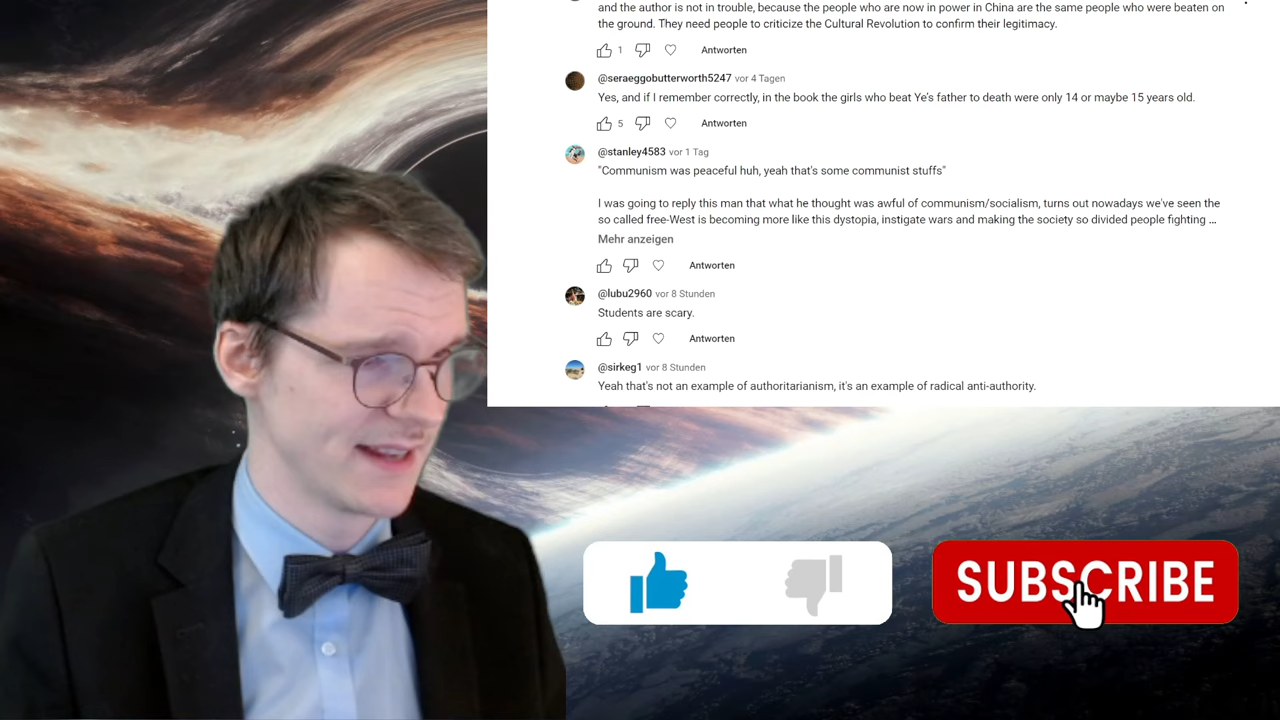 and the author is not in trouble, because the people who are now in power in China are the same people who were beaten on
the ground. They need people to criticize the Cultural Revolution to confirm their legitimacy.
1 Antworten
@seraeggobutterworth5247 vor 4 Tagen
Yes, and if I remember correctly, in the book the girls who beat Ye's father to death were only 14 or maybe 15 years old.
5 Antworten
@stanley4583 vor 1 Tag
"Communism was peaceful huh, yeah that's some communist stuffs"
I was going to reply this man that what he thought was awful of communism/socialism, turns out nowadays we've seen the
so called free-West is becoming more like this dystopia, instigate wars and making the society so divided people fighting ...
Mehr anzeigen
Antworten
@lubu2960 vor 8 Stunden
Students are scary.
Antworten
@sirkeg1 vor 8 Stunden
Yeah that's not an example of authoritarianism, it's an example of radical anti-authority.
SUBSCRIBE